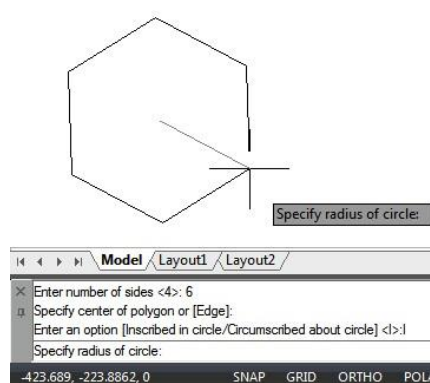 Specify radius of circle:
Model Layout1 Layout2
Enter number of sides <4>: 6
Specify center of polygon or [Edge]:
Enter an option [Inscribed in circle/Circumscribed about circle] <I>:I
Specify radius of circle:
-423.689, -223.8862, 0 SNAP GRID ORTHO POL